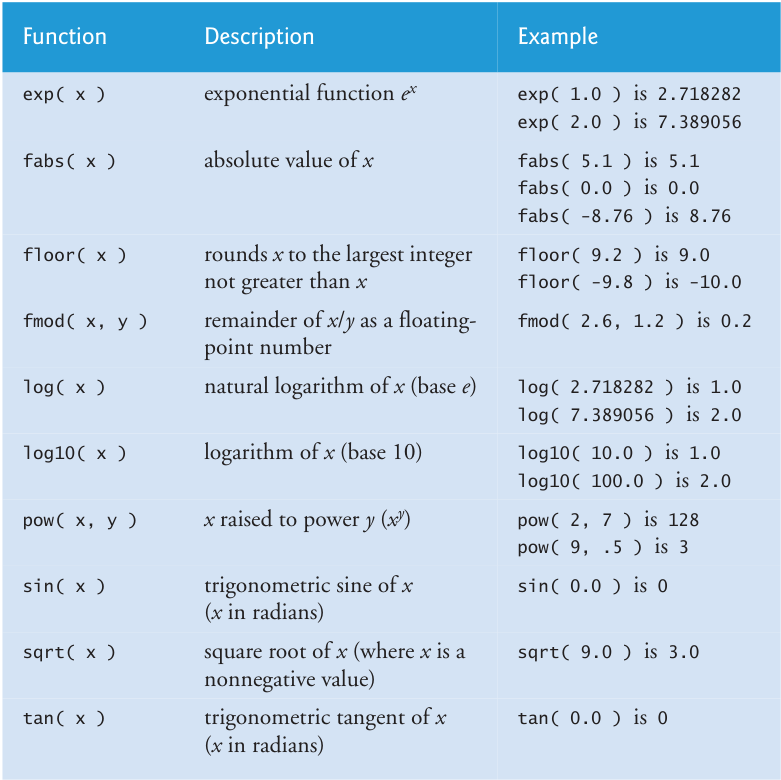 Function Description Example
exp( x ) exponential function eˣ exp( 1.0 ) is 2.718282
exp( 2.0 ) is 7.389056
fabs( x ) absolute value of x fabs( 5.1 ) is 5.1
fabs( 0.0 ) is 0.0
fabs( -8.76 ) is 8.76
floor( x ) rounds x to the largest integer floor( 9.2 ) is 9.0
not greater than x floor( -9.8 ) is -10.0
fmod( x, y ) remainder of x/y as a floating- fmod( 2.6, 1.2 ) is 0.2
point number
log( x ) natural logarithm of x (base e) log( 2.718282 ) is 1.0
log( 7.389056 ) is 2.0
log10( x ) logarithm of x (base 10) log10( 10.0 ) is 1.0
log10( 100.0 ) is 2.0
pow( x, y ) x raised to power y (xʸ) pow( 2, 7 ) is 128
pow( 9, .5 ) is 3
sin( x ) trigonometric sine of x sin( 0.0 ) is 0
(x in radians)
sqrt( x ) square root of x (where x is a sqrt( 9.0 ) is 3.0
nonnegative value)
tan( x ) trigonometric tangent of x tan( 0.0 ) is 0
(x in radians)